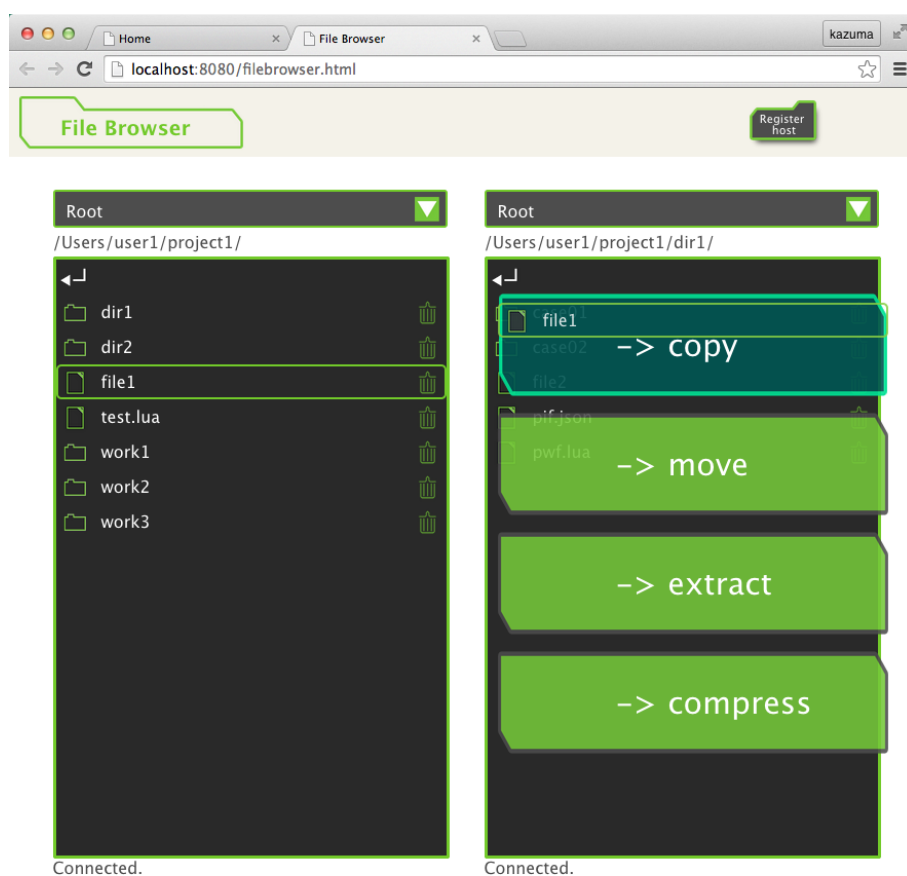 Home
File Browser
kazuma
localhost:8080/filebrowser.html
File Browser
Register
host
Root
/Users/user1/project1/
dir1
dir2
file1
test.lua
work1
work2
work3
Connected.
Root
/Users/user1/project1/dir1/
case01
file1
case02
-> copy
file2
pif.json
pwf.lua
-> move
-> extract
-> compress
Connected.